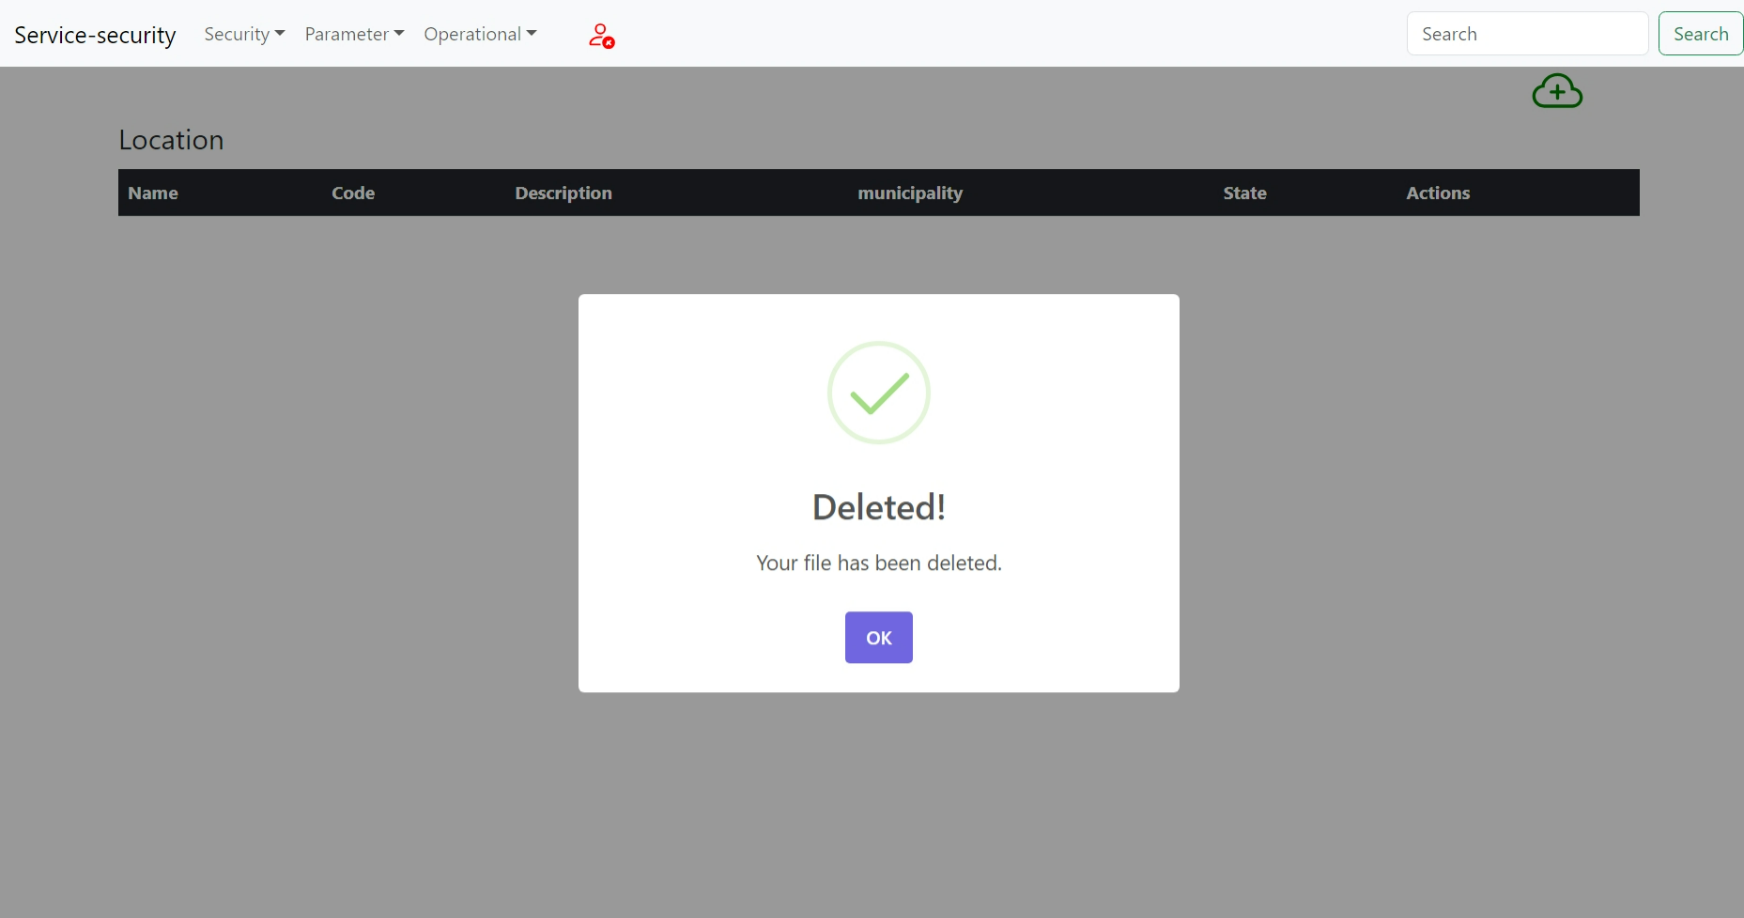 Service-security Security Parameter Operational Search Search
Location
Name Code Description municipality State Actions
Deleted!
Your file has been deleted.
OK